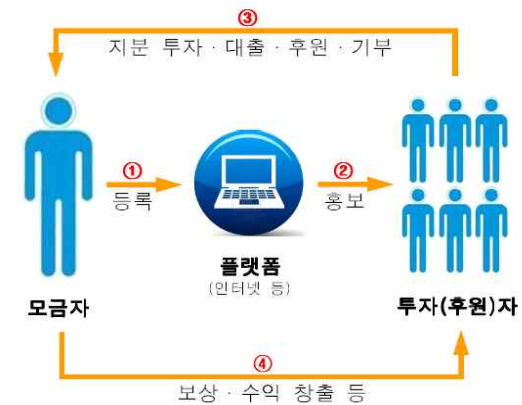 ③
지분 투자 · 대출 · 후원 · 기부
①
등록
②
홍보
플랫폼
(인터넷 등)
모금자
투자(후원)자
④
보상 · 수익 창출 등